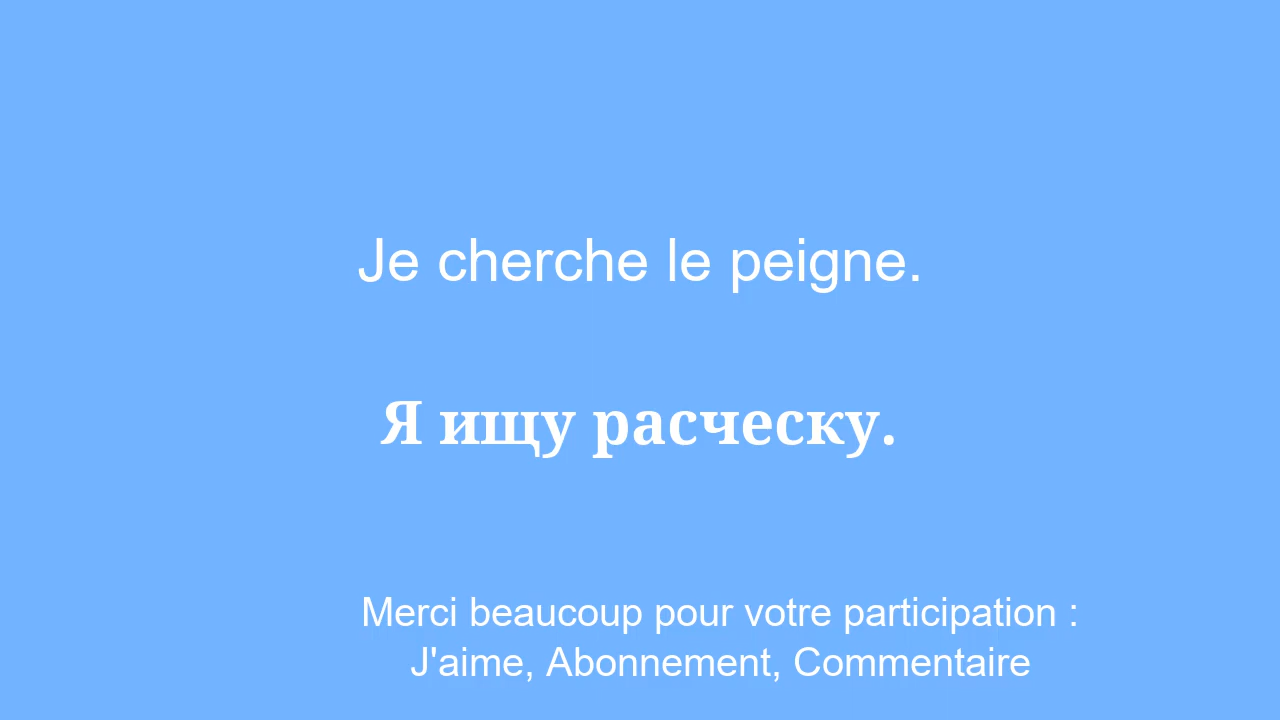 Je cherche le peigne.
Я ищу расческу.
Merci beaucoup pour votre participation :
J'aime, Abonnement, Commentaire